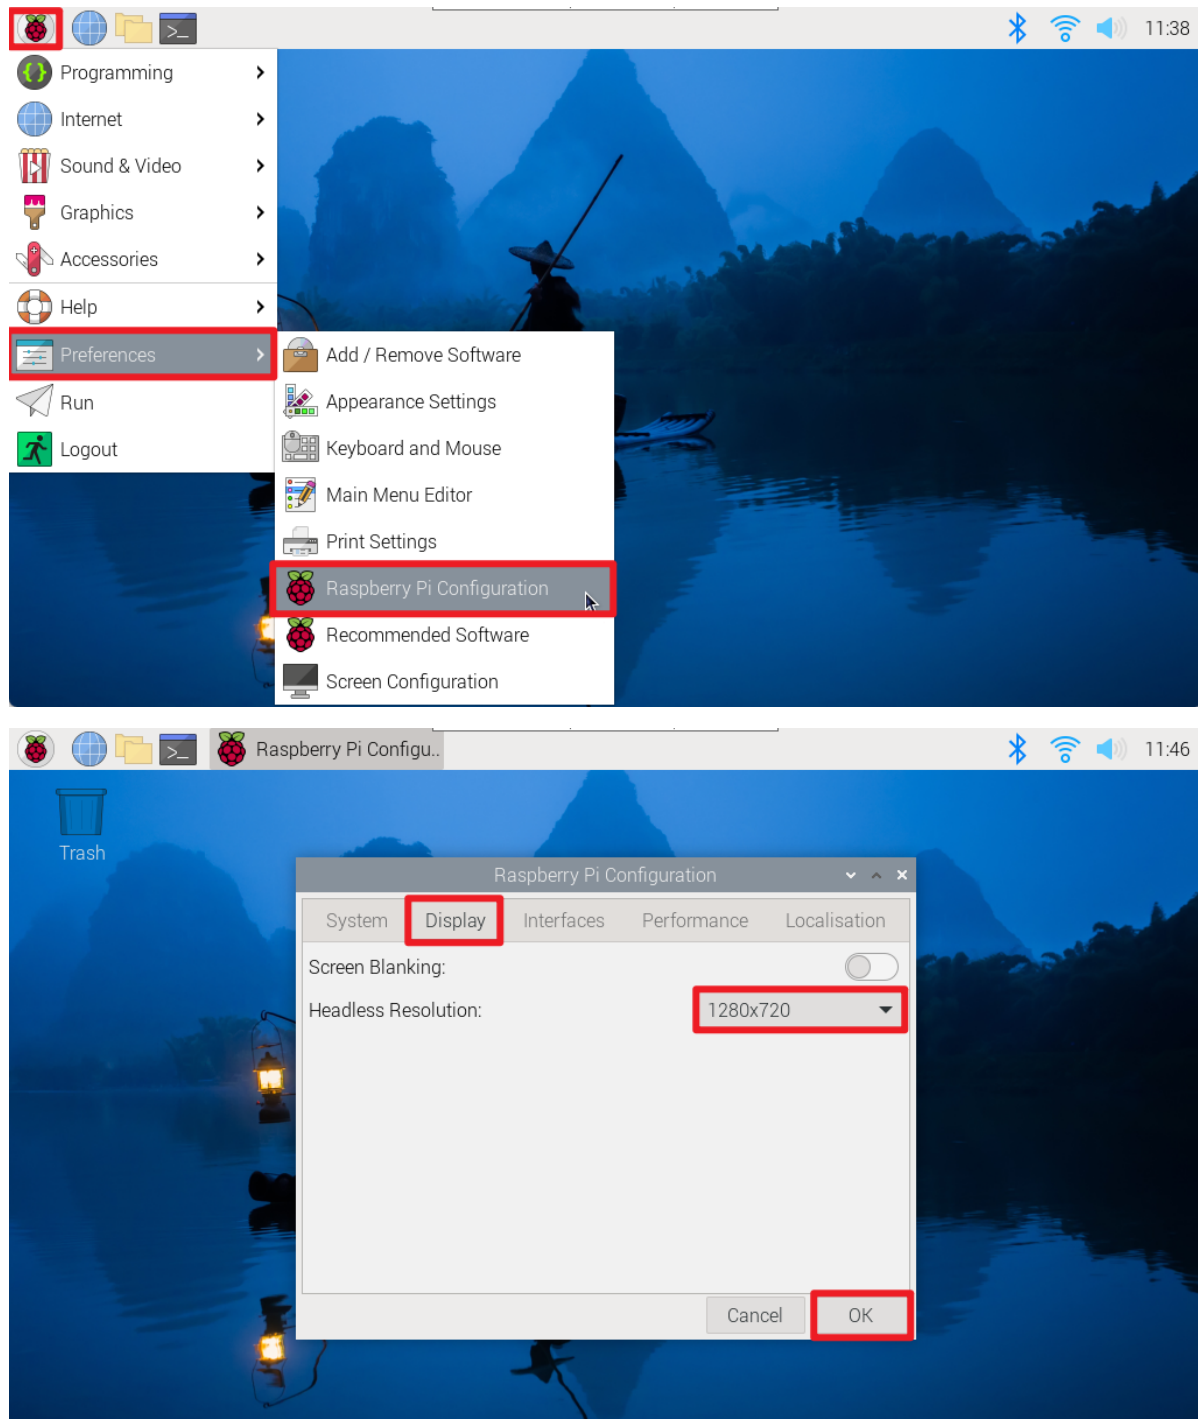 11:38
Programming
Internet
Sound & Video
Graphics
Accessories
Help
Preferences
Run
Logout
Add / Remove Software
Appearance Settings
Keyboard and Mouse
Main Menu Editor
Print Settings
Raspberry Pi Configuration
Recommended Software
Screen Configuration
Raspberry Pi Configu..
11:46
Trash
Raspberry Pi Configuration
System Display Interfaces Performance Localisation
Screen Blanking:
Headless Resolution: 1280x720
Cancel OK